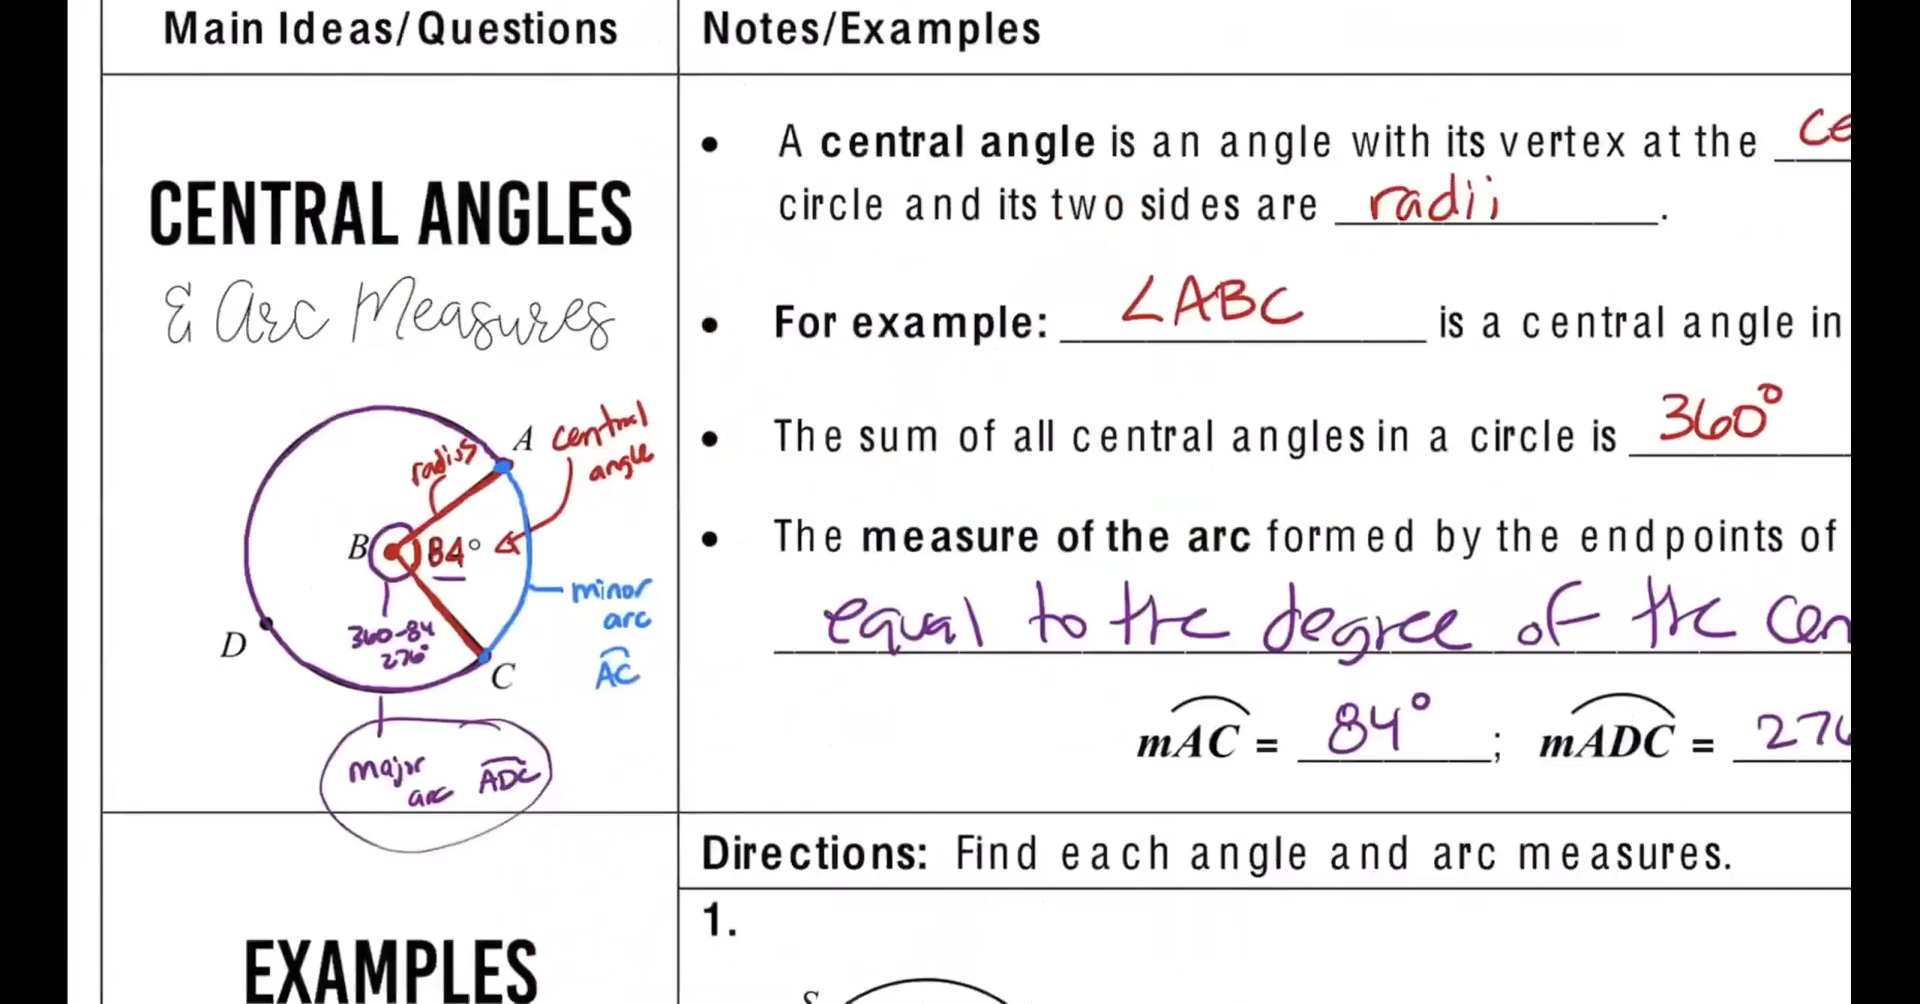 Main Ideas/Questions
Notes/Examples
CENTRAL ANGLES
& Arc Measures
A central
radius
angle
B
84°
minor
arc
AC
D
360-84
276°
C
major
arc ADC
• A central angle is an angle with its vertex at the
circle and its two sides are radii.
• For example: ∠ABC is a central angle in
• The sum of all central angles in a circle is 360°
• The measure of the arc formed by the endpoints of
equal to the degree of the
mAC = 84° ; mADC = 276
EXAMPLES
Directions: Find each angle and arc measures.
1.
S